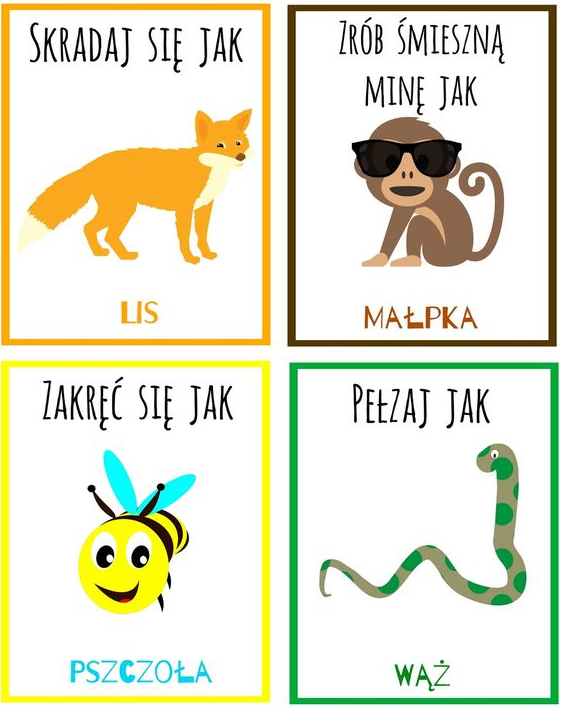 SKRADAJ SIĘ JAK
LIS
ZRÓB ŚMIESZNĄ
MINĘ JAK
MAŁPKA
ZAKRĘĆ SIĘ JAK
PSZCZOŁA
PEŁZAJ JAK
WĄŻ